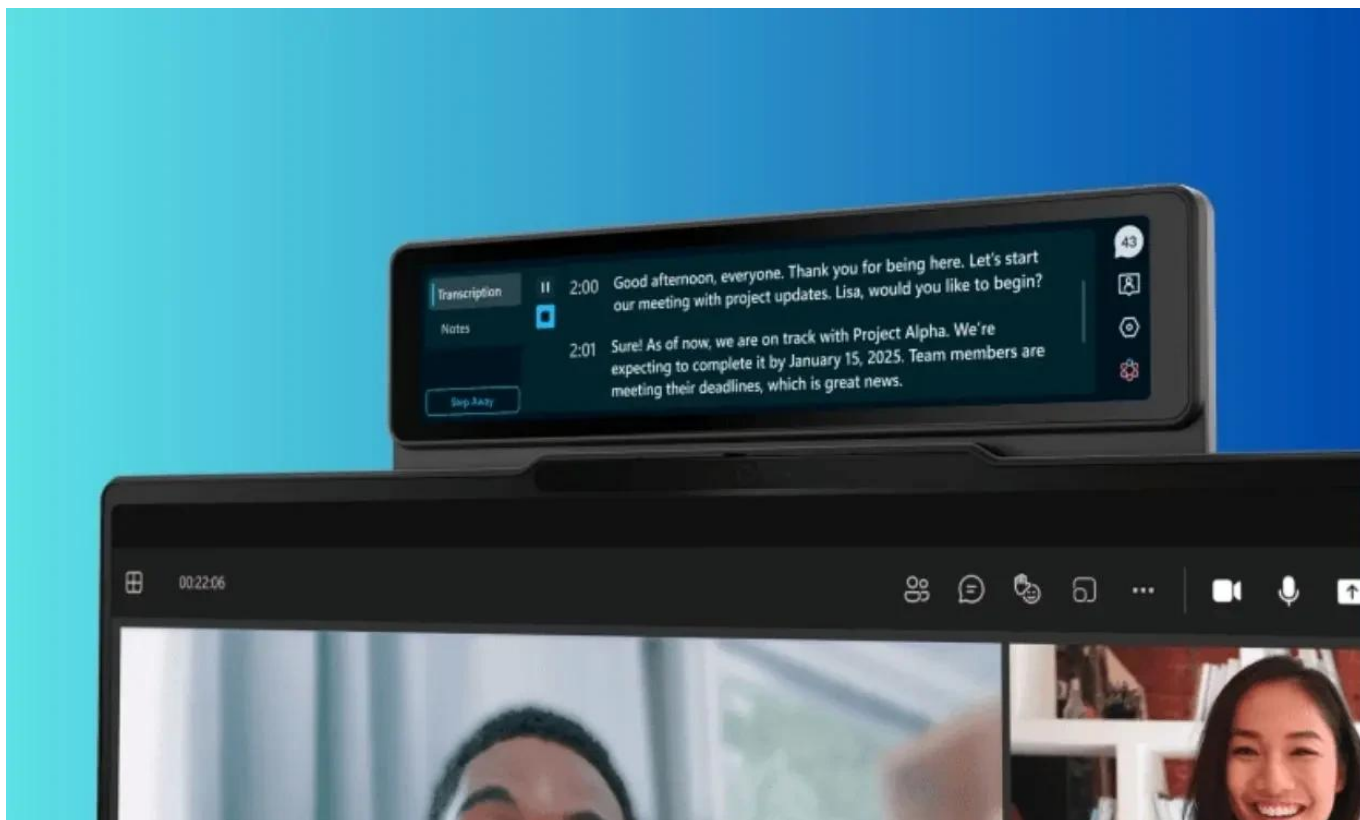 Transcription
Notes
Step Away
2:00
Good afternoon, everyone. Thank you for being here. Let's start
our meeting with project updates. Lisa, would you like to begin?
2:01
Sure! As of now, we are on track with Project Alpha. We're
expecting to complete it by January 15, 2025. Team members are
meeting their deadlines, which is great news.
43
00:22:06